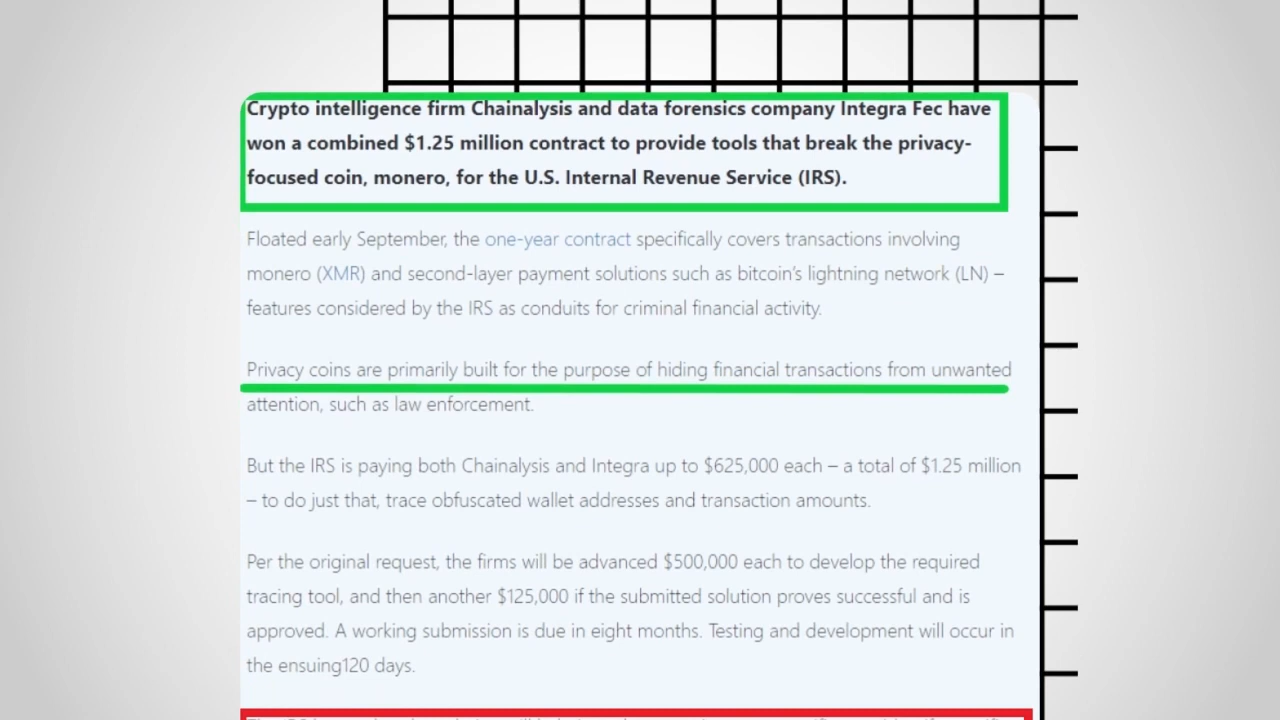 Crypto intelligence firm Chainalysis and data forensics company Integra Fec have
won a combined $1.25 million contract to provide tools that break the privacy-
focused coin, monero, for the U.S. Internal Revenue Service (IRS).
Floated early September, the one-year contract specifically covers transactions involving
monero (XMR) and second-layer payment solutions such as bitcoin's lightning network (LN) –
features considered by the IRS as conduits for criminal financial activity.
Privacy coins are primarily built for the purpose of hiding financial transactions from unwanted
attention, such as law enforcement.
But the IRS is paying both Chainalysis and Integra up to $625,000 each – a total of $1.25 million
– to do just that, trace obfuscated wallet addresses and transaction amounts.
Per the original request, the firms will be advanced $500,000 each to develop the required
tracing tool, and then another $125,000 if the submitted solution proves successful and is
approved. A working submission is due in eight months. Testing and development will occur in
the ensuing120 days.